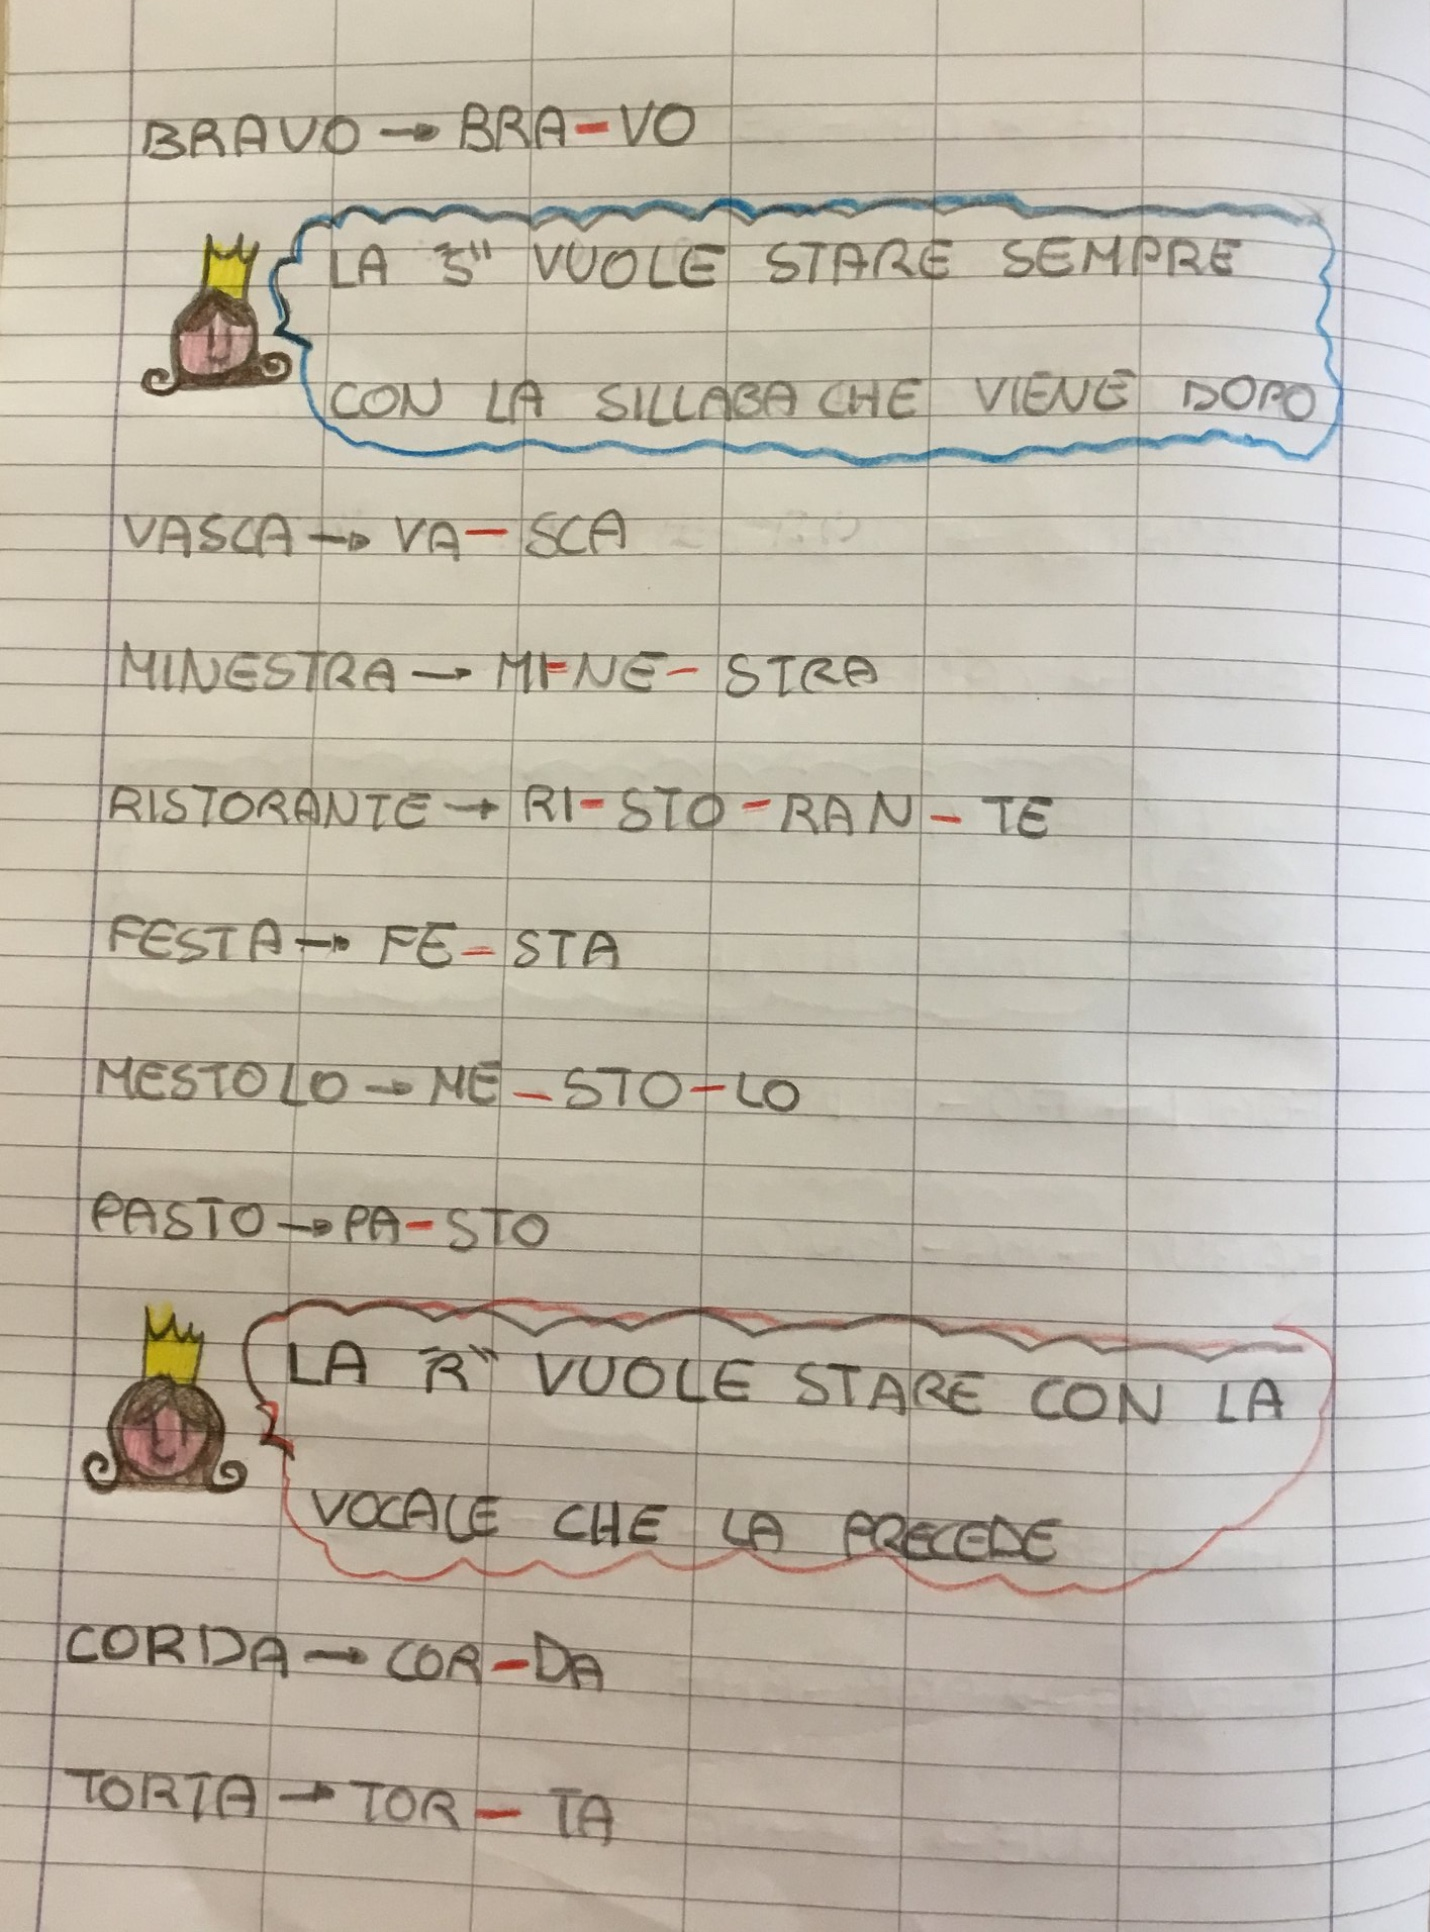 BRAVO → BRA-VO
LA "S" VUOLE STARE SEMPRE
CON LA SILLABA CHE VIENE DOPO
VASCA → VA-SCA
MINESTRA → MI-NE-STRA
RISTORANTE → RI-STO-RAN-TE
FESTA → FE-STA
MESTOLO → ME-STO-LO
PASTO → PA-STO
LA "R" VUOLE STARE CON LA
VOCALE CHE LA PRECEDE
CORDA → COR-DA
TORTA → TOR-TA